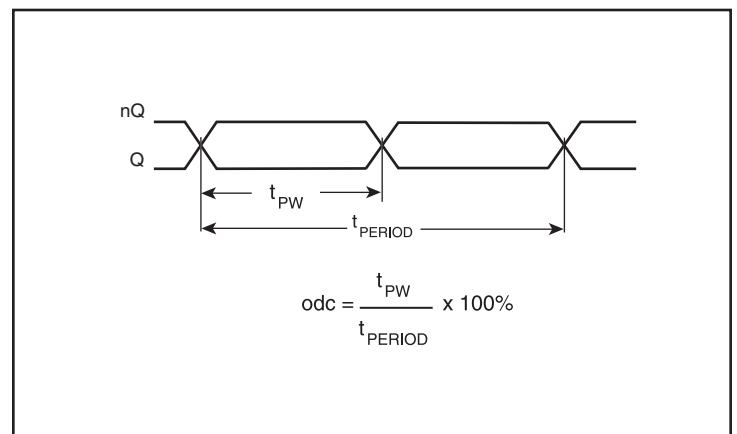 nQ
Q
tPW
tPERIOD
odc = tPW / tPERIOD x 100%